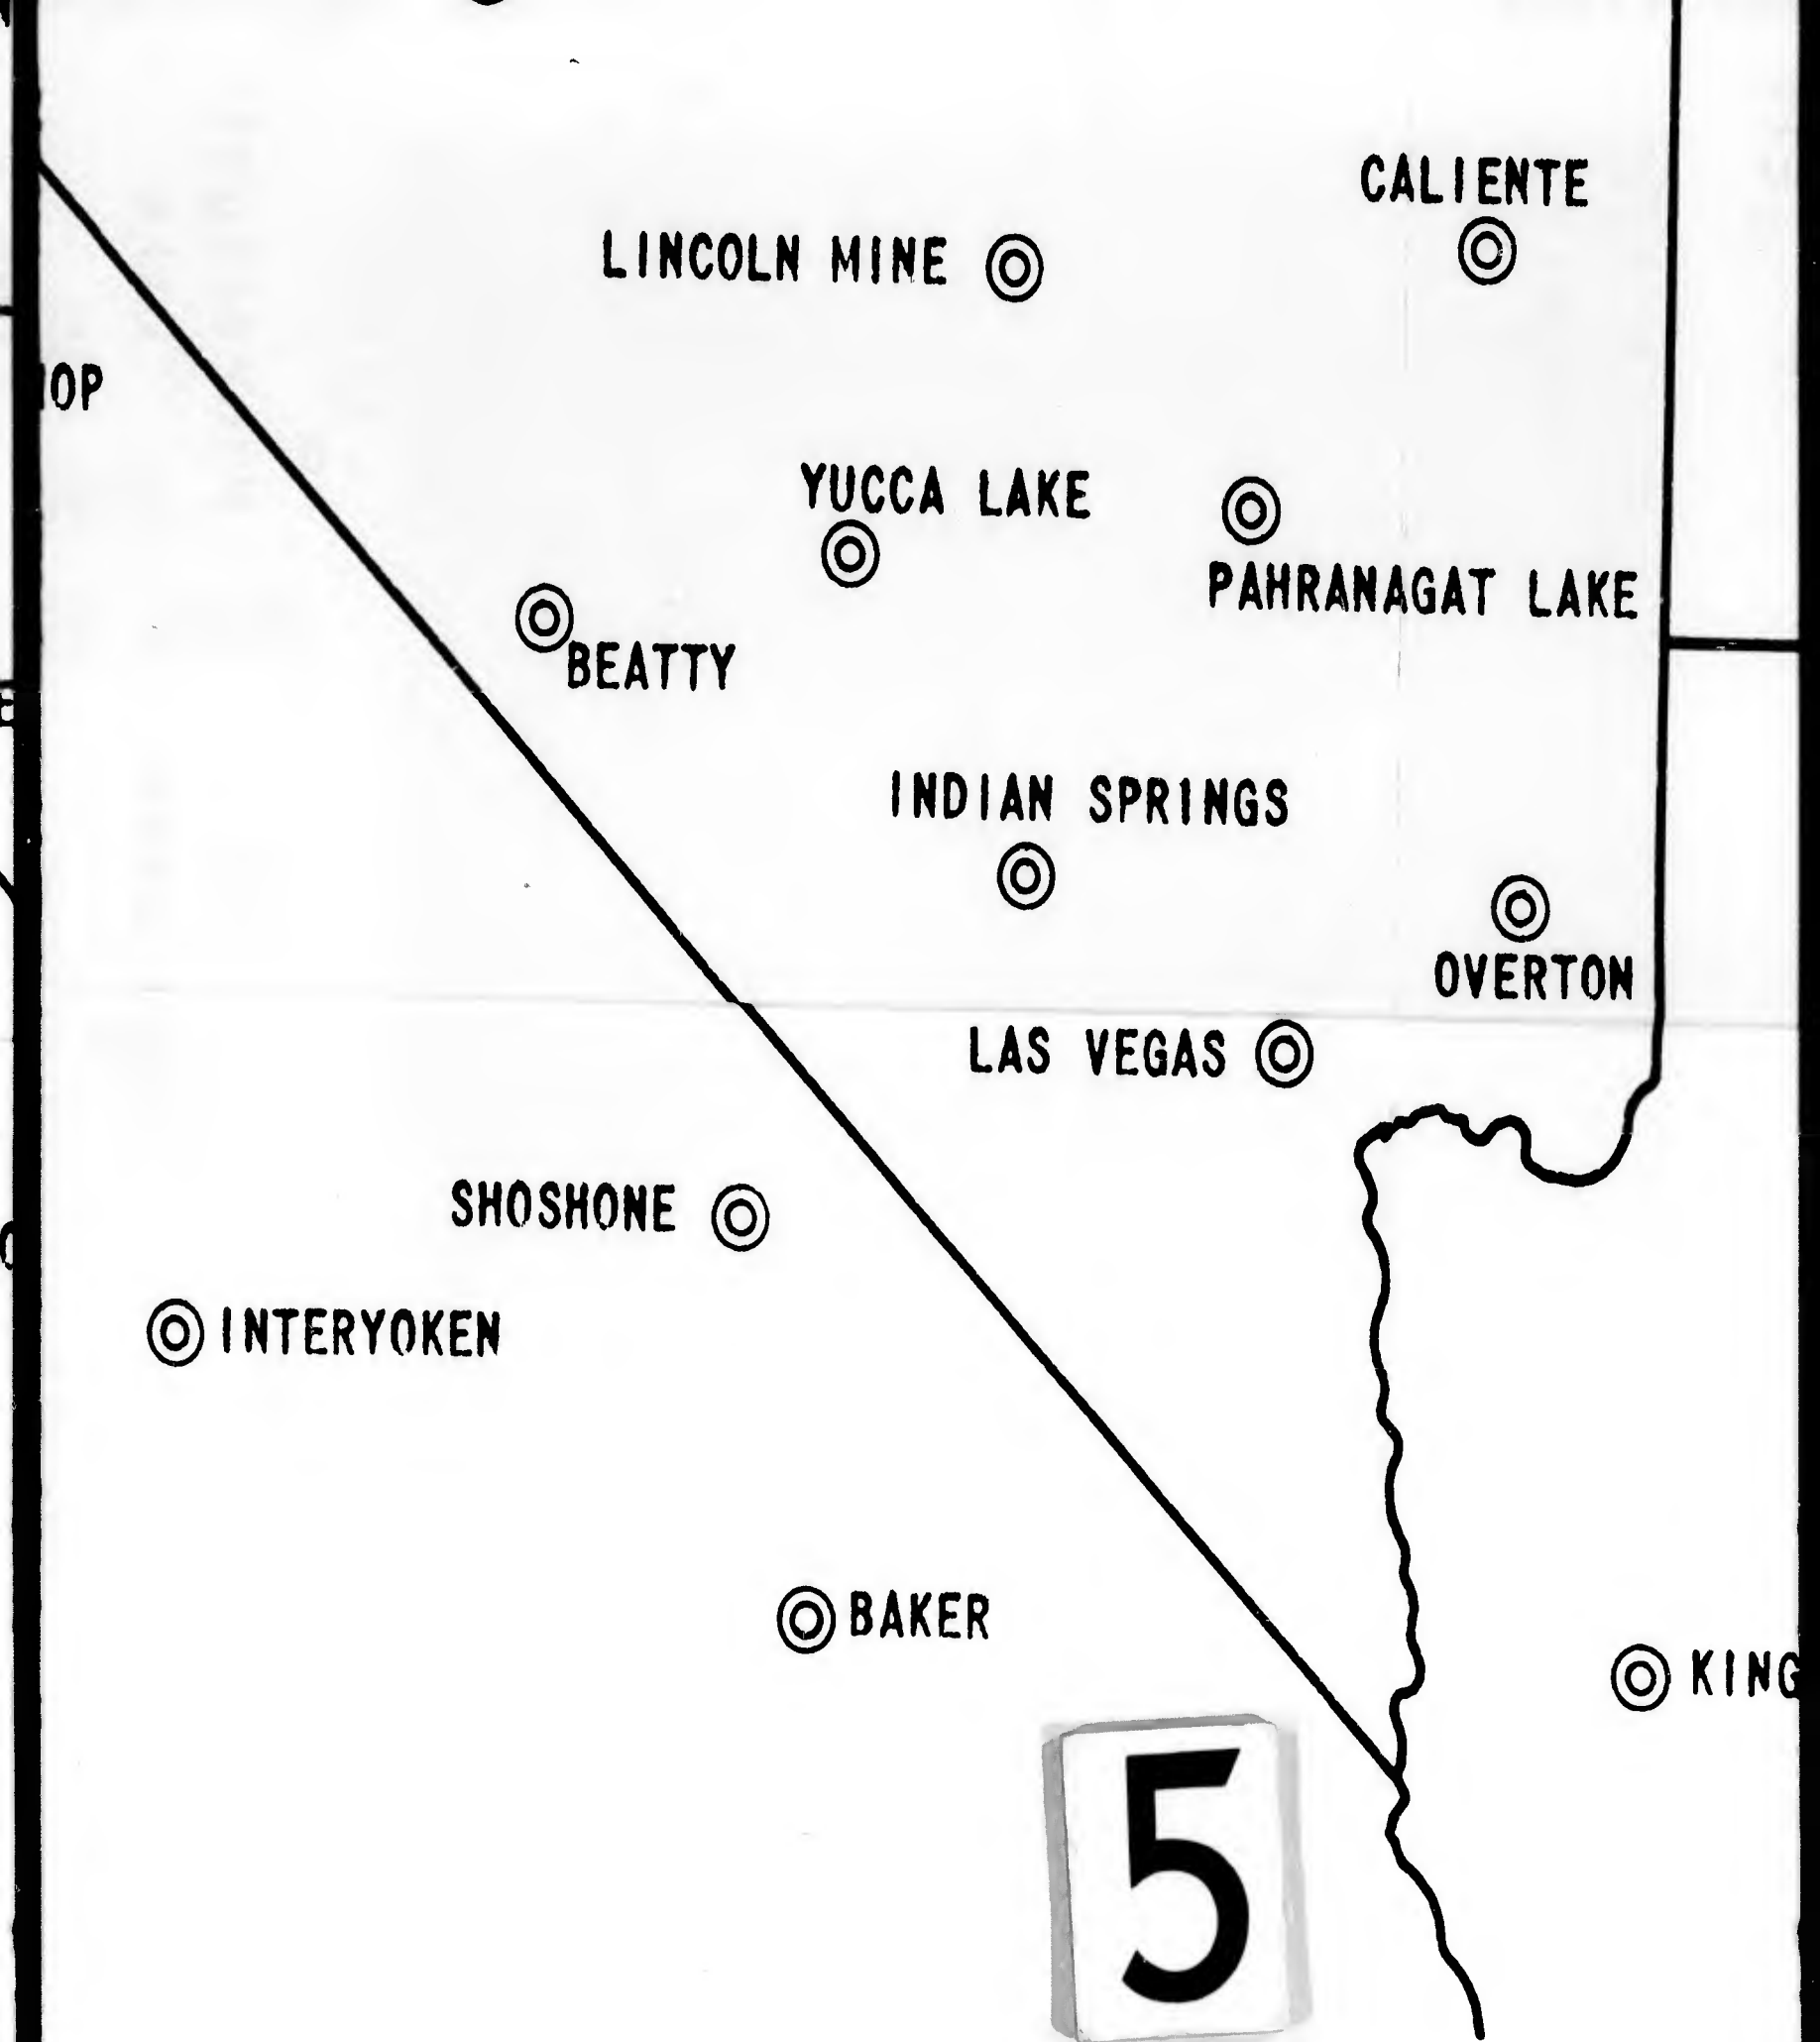 CALIENTE
LINCOLN MINE
OP
YUCCA LAKE
PAHRANAGAT LAKE
BEATTY
INDIAN SPRINGS
OVERTON
LAS VEGAS
SHOSHONE
INTERYOKEN
BAKER
KING
5